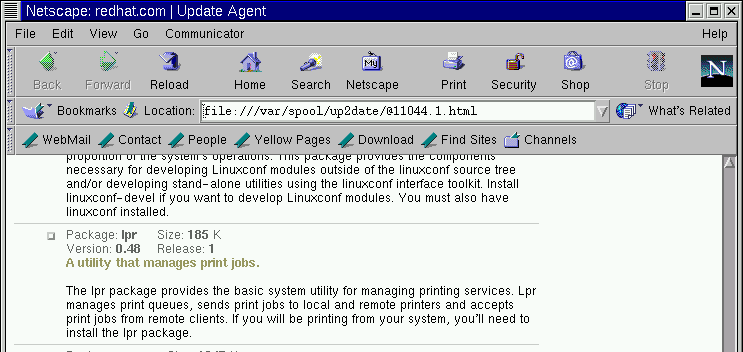 Netscape: redhat.com | Update Agent
File Edit View Go Communicator Help
Back Forward Reload Home Search Netscape Print Security Shop Stop
My
N
Bookmarks Location: file:///var/spool/up2date/@11044.1.html What's Related
WebMail Contact People Yellow Pages Download Find Sites Channels
proportion of the system's operations. This package provides the components
necessary for developing Linuxconf modules outside of the linuxconf source tree
and/or developing stand-alone utilities using the linuxconf interface toolkit. Install
linuxconf-devel if you want to develop Linuxconf modules. You must also have
linuxconf installed.
Package: lpr Size: 185 K
Version: 0.48 Release: 1
A utility that manages print jobs.
The lpr package provides the basic system utility for managing printing services. Lpr
manages print queues, sends print jobs to local and remote printers and accepts
print jobs from remote clients. If you will be printing from your system, you'll need to
install the lpr package.